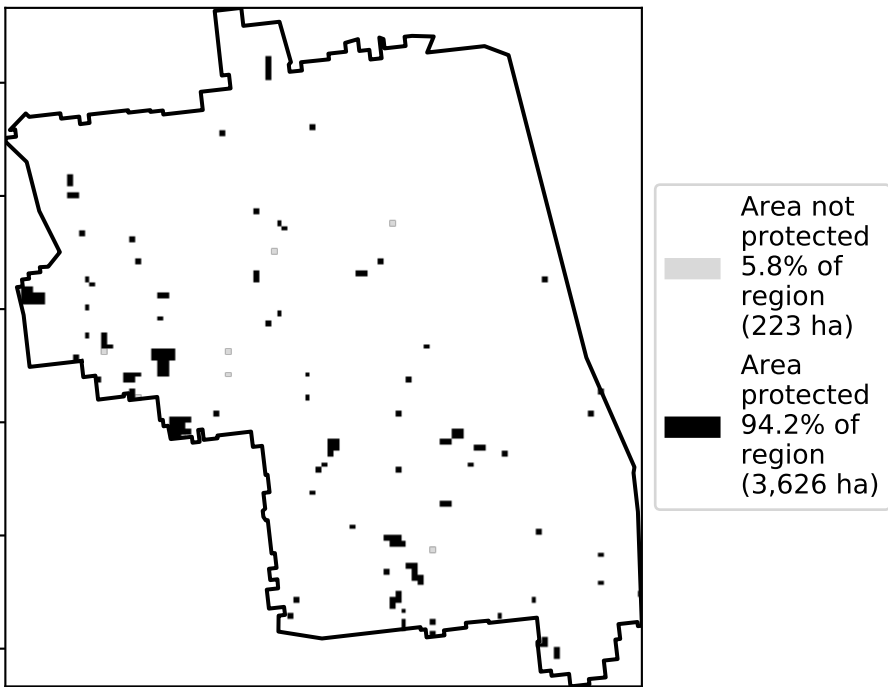 Area not
protected
5.8% of
region
(223 ha)
Area
protected
94.2% of
region
(3,626 ha)